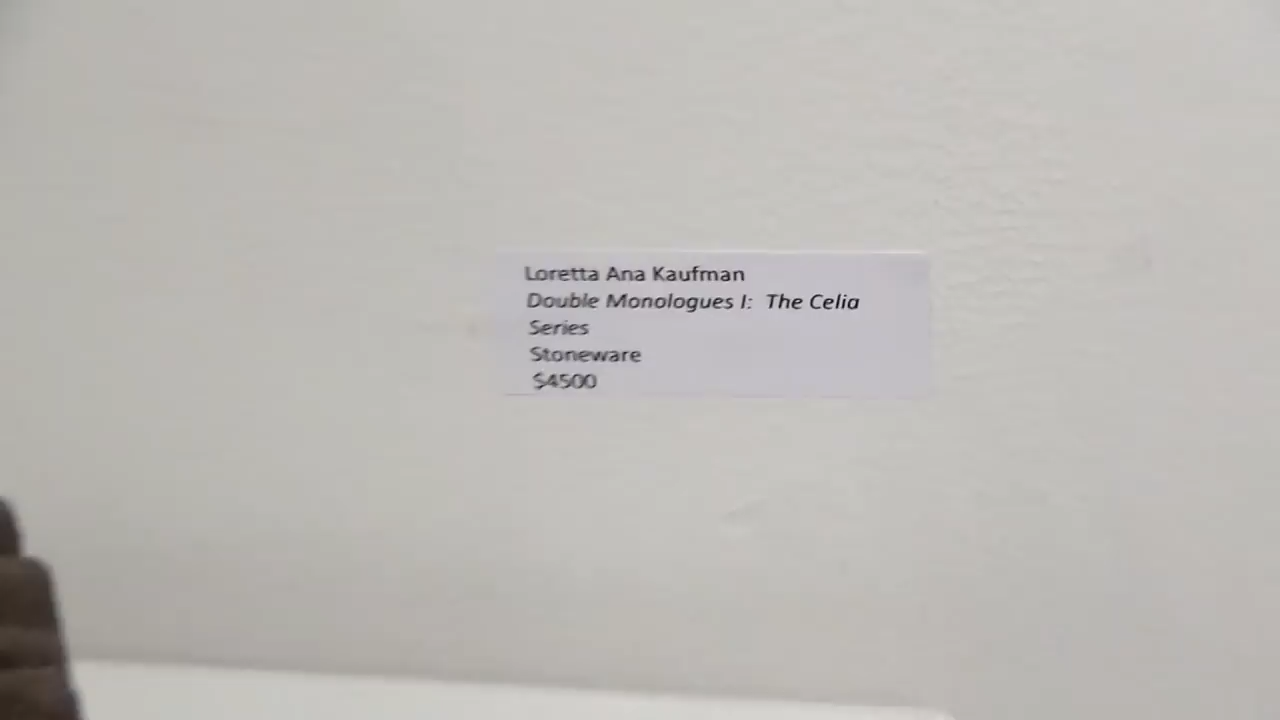 Loretta Ana Kaufman
Double Monologues I: The Celia
Series
Stoneware
$4500